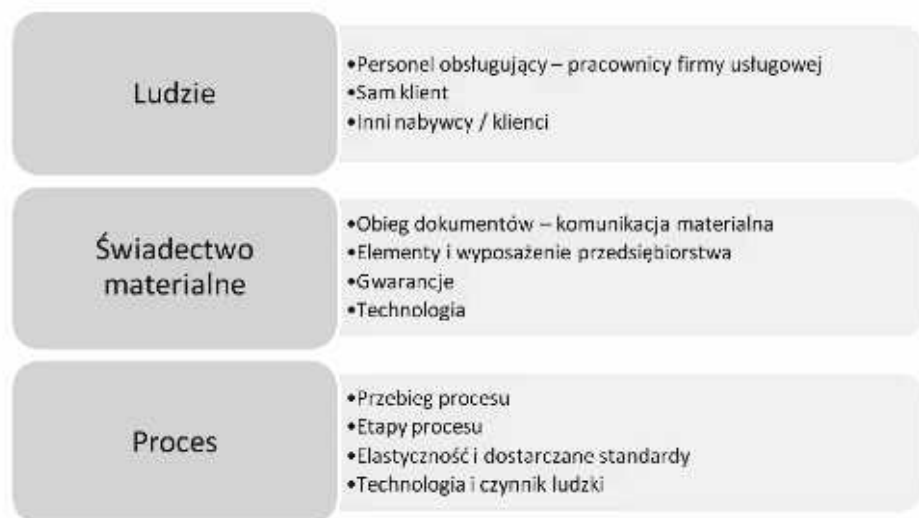 Ludzie
•Personel obsługujący – pracownicy firmy usługowej
•Sam klient
•Inni nabywcy / klienci
Świadectwo
materialne
•Obieg dokumentów – komunikacja materialna
•Elementy i wyposażenie przedsiębiorstwa
•Gwarancje
•Technologia
Proces
•Przebieg procesu
•Etapy procesu
•Elastyczność i dostarczane standardy
•Technologia i czynnik ludzki